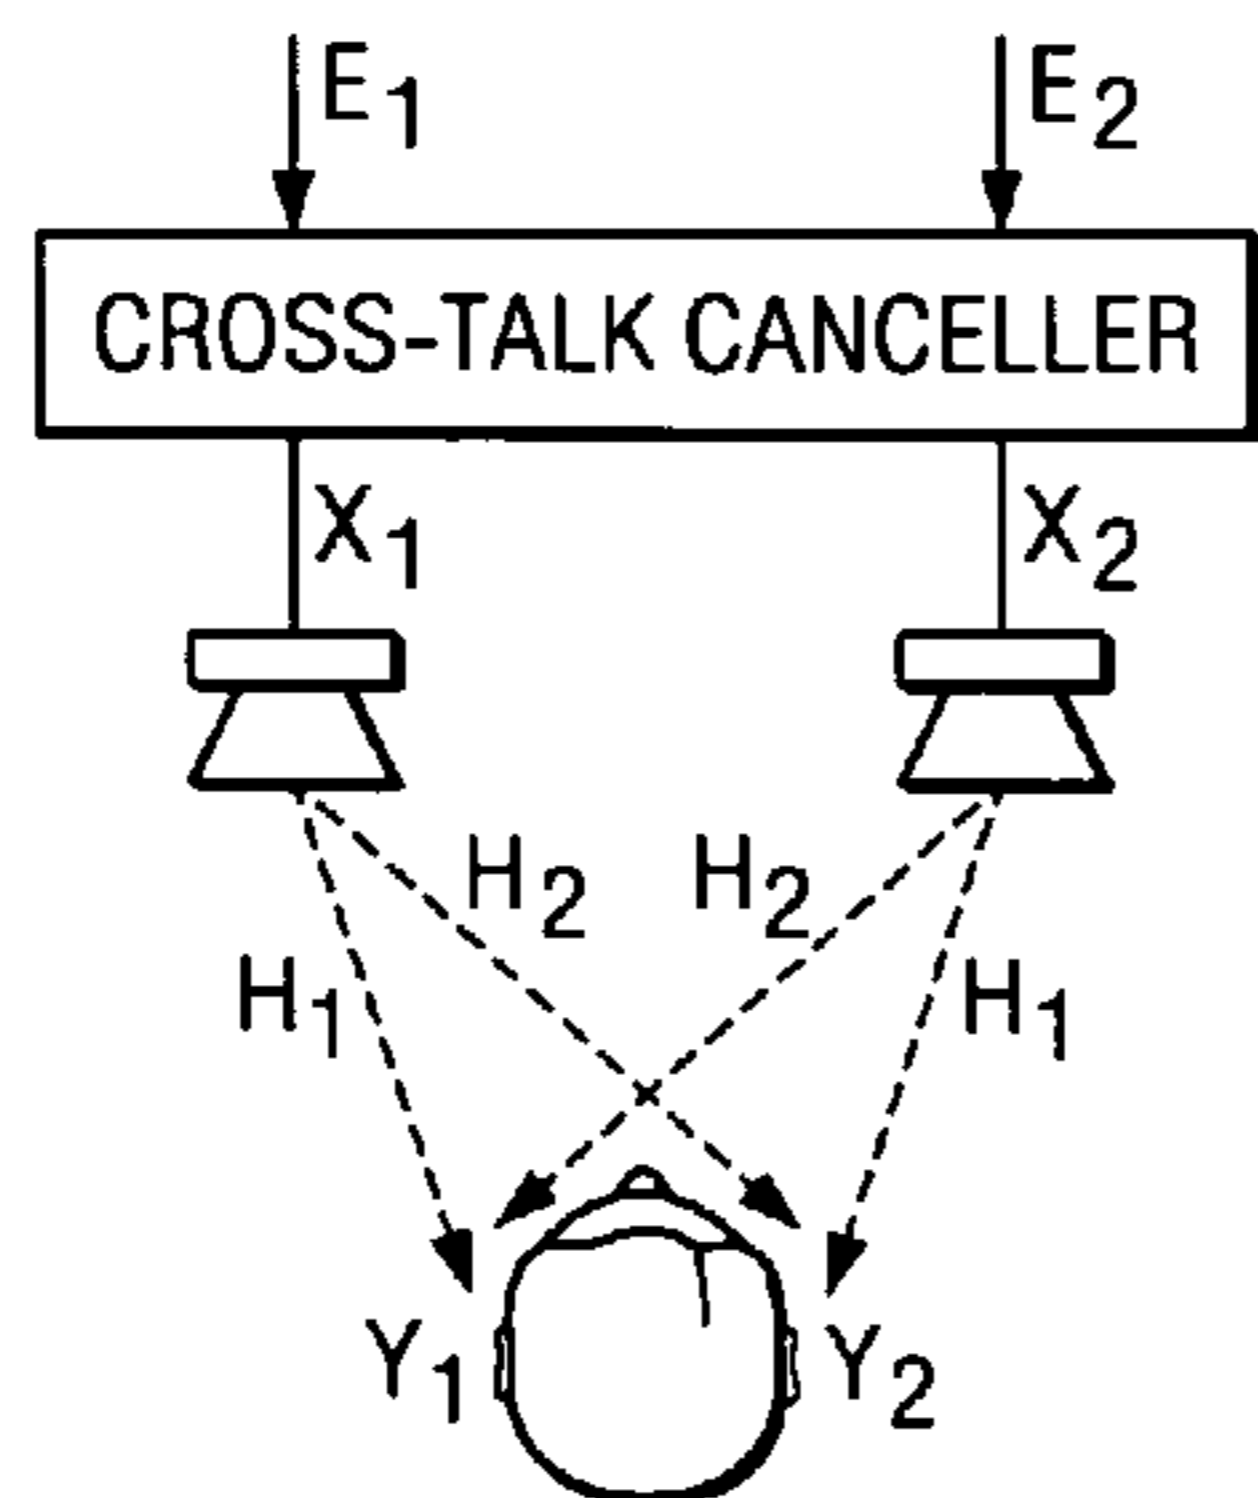 E1 E2
CROSS-TALK CANCELLER
X1 X2
H2 H2
H1 H1
Y1 Y2